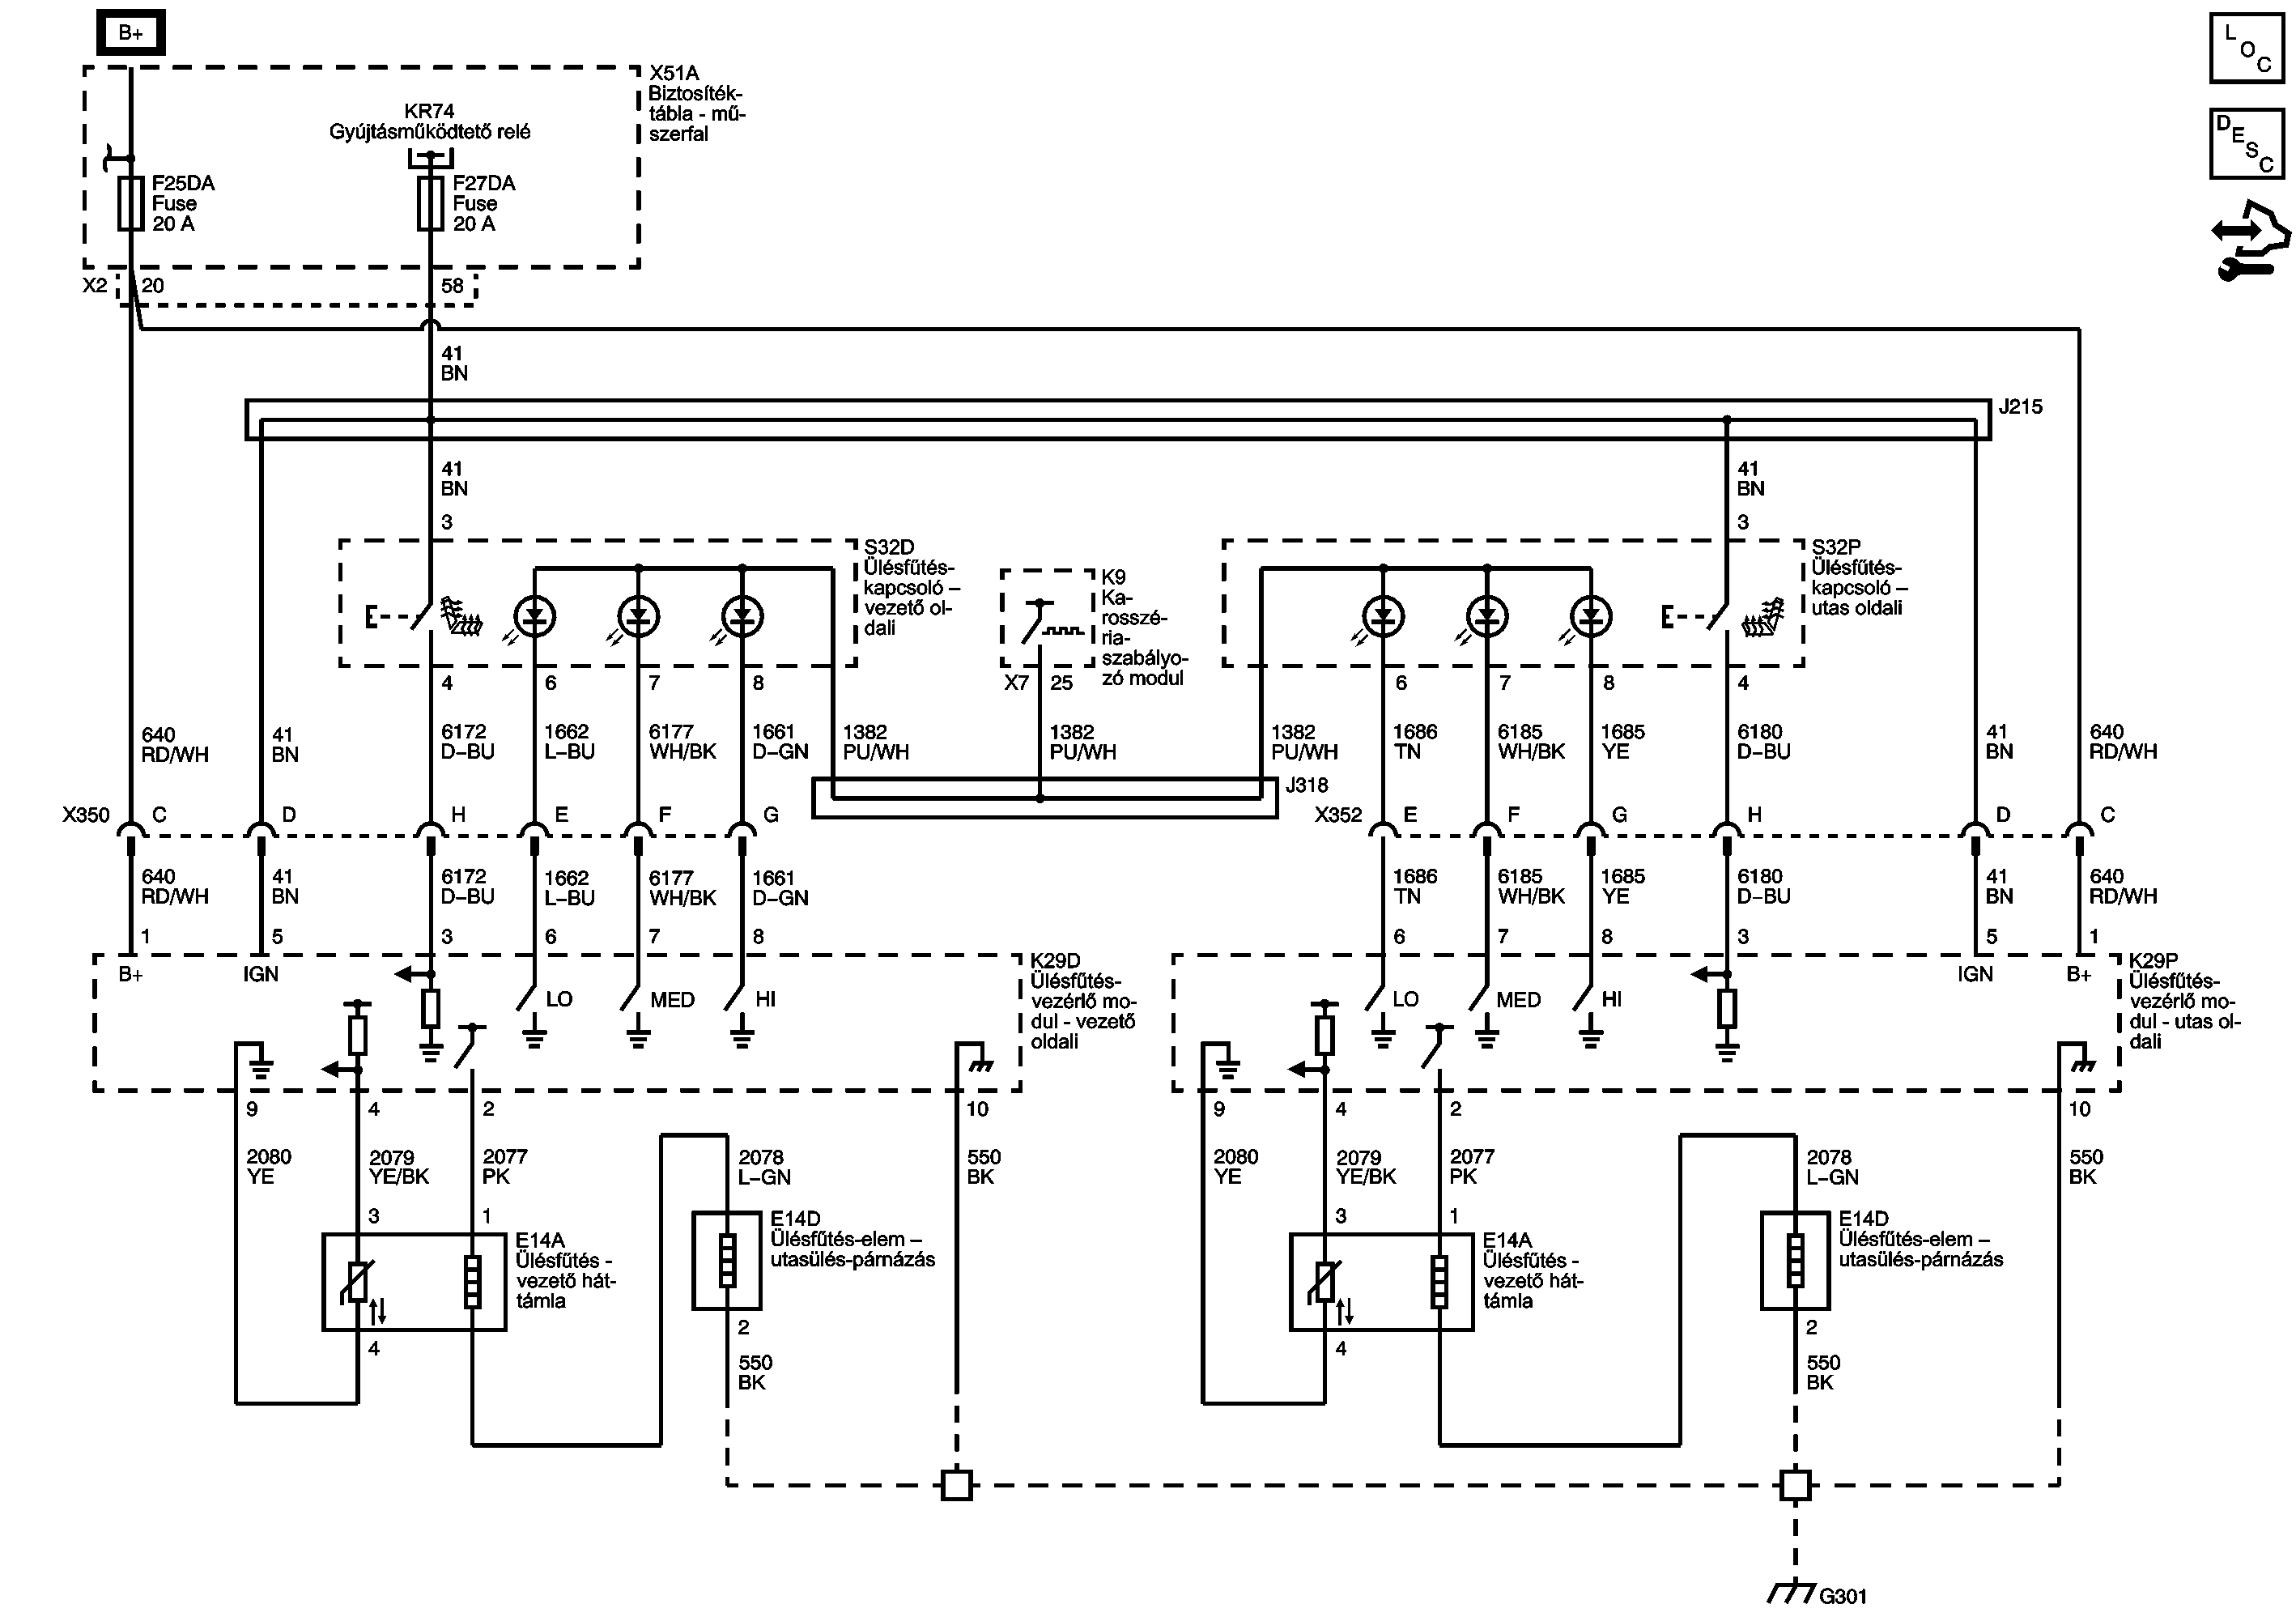 B+
L
O
C
D
E
S
C
X51A
Biztosíték-
tábla - mű-
szerfal
KR74
Gyújtásműködtető relé
F25DA
Fuse
20 A
F27DA
Fuse
20 A
X2 20 58
41
BN
J215
41
BN
3
41
BN
3
S32D
Ülésfűtés-
kapcsoló –
vezető ol-
dali
K9
Ka-
rosszé-
ria-
szabályo-
zó modul
S32P
Ülésfűtés-
kapcsoló –
utas oldali
4 6 7 8 X7 25 6 7 8 4
640
RD/WH
41
BN
6172
D–BU
1662
L–BU
6177
WH/BK
1661
D–GN
1382
PU/WH
1382
PU/WH
1382
PU/WH
1686
TN
6185
WH/BK
1685
YE
6180
D–BU
41
BN
640
RD/WH
J318
X350 C D H E F G X352 E F G H D C
640
RD/WH
41
BN
6172
D–BU
1662
L–BU
6177
WH/BK
1661
D–GN
1686
TN
6185
WH/BK
1685
YE
6180
D–BU
41
BN
640
RD/WH
1 5 3 6 7 8 6 7 8 3 5 1
B+ IGN
K29D
Ülésfűtés-
vezérlő mo-
dul - vezető
oldali
LO MED HI
LO MED HI
IGN B+
K29P
Ülésfűtés-
vezérlő mo-
dul - utas ol-
dali
9 4 2 10 9 4 2 10
2080
YE
2079
YE/BK
2077
PK
2078
L–GN
550
BK
2080
YE
2079
YE/BK
2077
PK
2078
L–GN
550
BK
3 1 3 1
E14A
Ülésfűtés -
vezető hát-
támla
E14D
Ülésfűtés-elem –
utasülés-párnázás
E14A
Ülésfűtés -
vezető hát-
támla
E14D
Ülésfűtés-elem –
utasülés-párnázás
4 2 4 2
550
BK
550
BK
G301